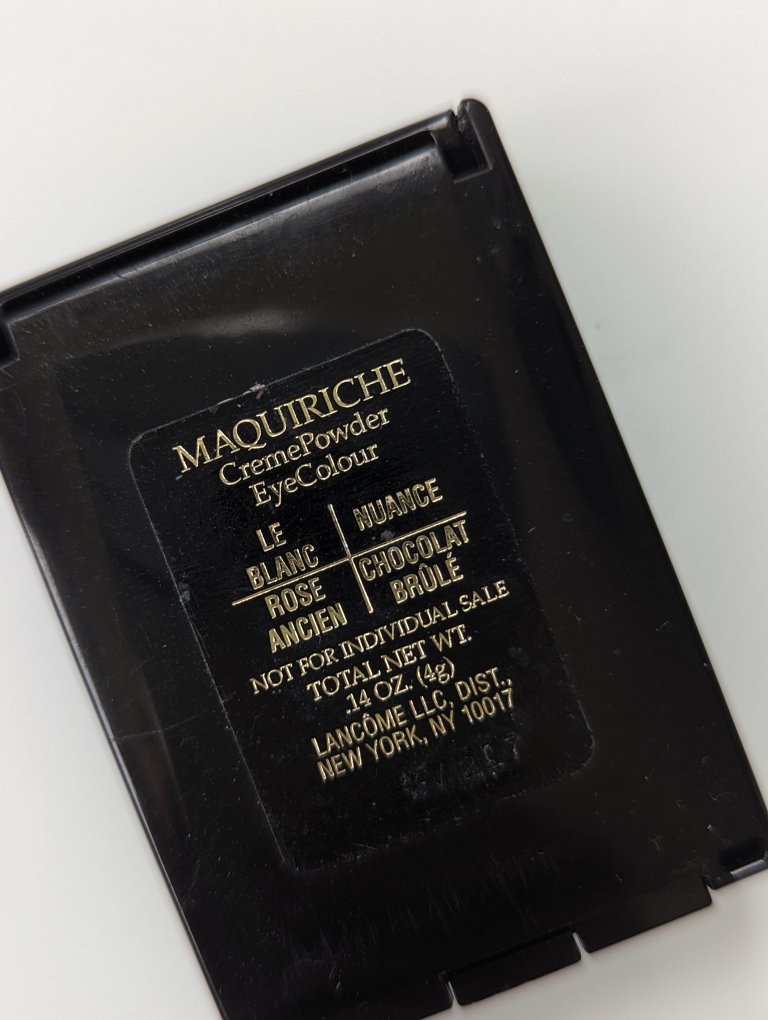 MAQUIRICHE
CremePowder
EyeColour
LE
BLANC
NUANCE
ROSE
ANCIEN
CHOCOLAT
BRÛLÉ
NOT FOR INDIVIDUAL SALE
TOTAL NET WT.
.14 OZ. (4g)
LANCÔME LLC, DIST.,
NEW YORK, NY 10017